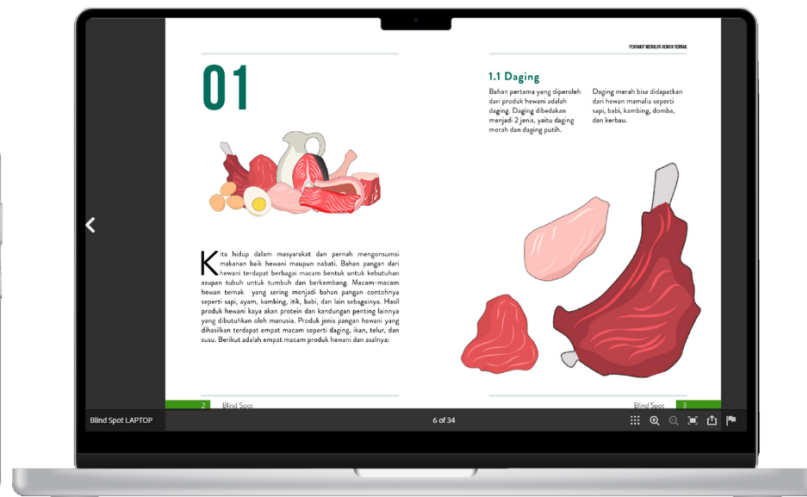 01
Kita hidup dalam masyarakat dan pernah mengonsumsi
makanan baik hewani maupun nabati. Bahan pangan dari
hewani terdapat berbagai macam bentuk untuk kebutuhan
asupan tubuh untuk tumbuh dan berkembang. Macam-macam
hewan ternak yang sering menjadi bahan pangan contohnya
seperti sapi, ayam, kambing, itik, babi, dan lain sebagainya. Hasil
produk hewani kaya akan protein dan kandungan penting lainnya
yang dibutuhkan oleh manusia. Produk jenis pangan hewani yang
dihasilkan terdapat empat macam seperti daging, ikan, telur, dan
susu. Berikut adalah empat macam produk hewani dan asalnya:
2 Blind Spot
1.1 Daging
Bahan pertama yang diperoleh
dari produk hewani adalah
daging. Daging dibedakan
menjadi 2 jenis, yaitu daging
merah dan daging putih.
Daging merah bisa didapatkan
dari hewan mamalia seperti
sapi, babi, kambing, domba,
dan kerbau.
Blind Spot 3
Blind Spot LAPTOP
6 of 34